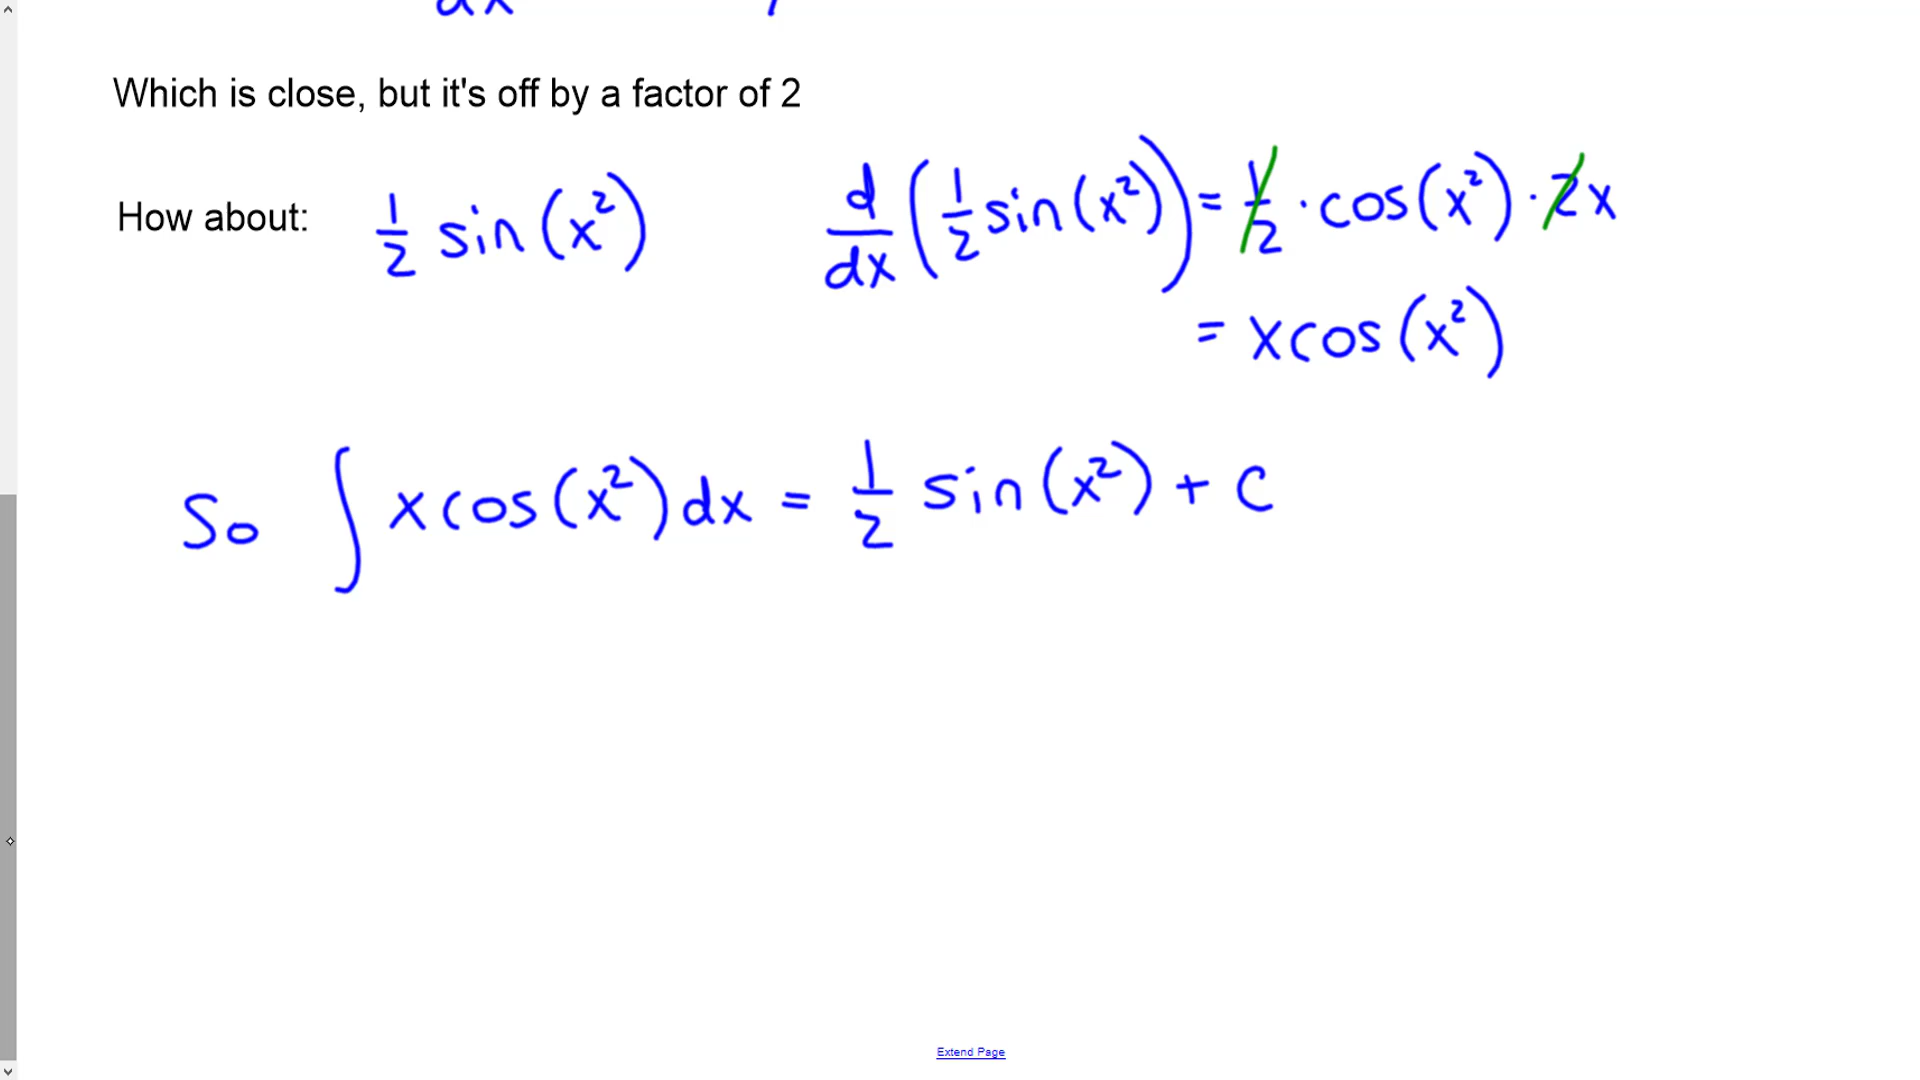 dx
Which is close, but it's off by a factor of 2
How about: 1/2 sin(x²) d/dx(1/2 sin(x²)) = 1/2 · cos(x²) · 2x
= x cos(x²)
So ∫ x cos(x²) dx = 1/2 sin(x²) + C
Extend Page